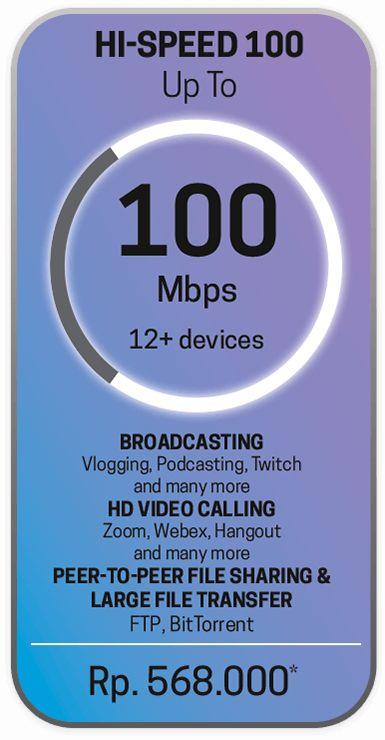 HI-SPEED 100
Up To
100
Mbps
12+ devices
BROADCASTING
Vlogging, Podcasting, Twitch
and many more
HD VIDEO CALLING
Zoom, Webex, Hangout
and many more
PEER-TO-PEER FILE SHARING &
LARGE FILE TRANSFER
FTP, BitTorrent
Rp. 568.000*